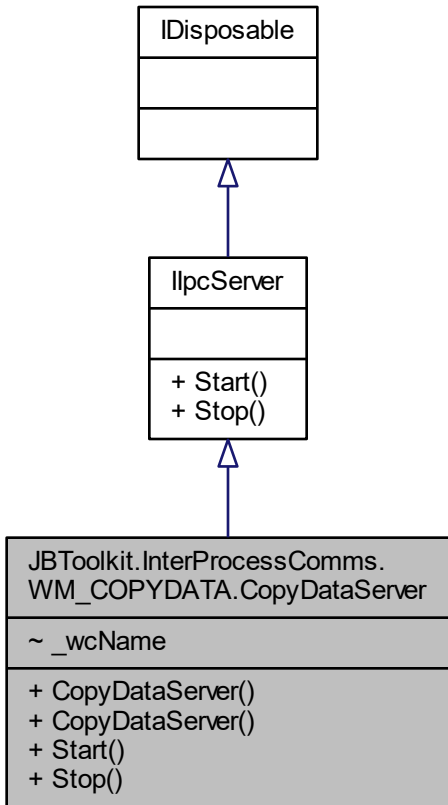 IDisposable
IIpcServer
+ Start()
+ Stop()
JBToolkit.InterProcessComms.
WM_COPYDATA.CopyDataServer
~ _wcName
+ CopyDataServer()
+ CopyDataServer()
+ Start()
+ Stop()